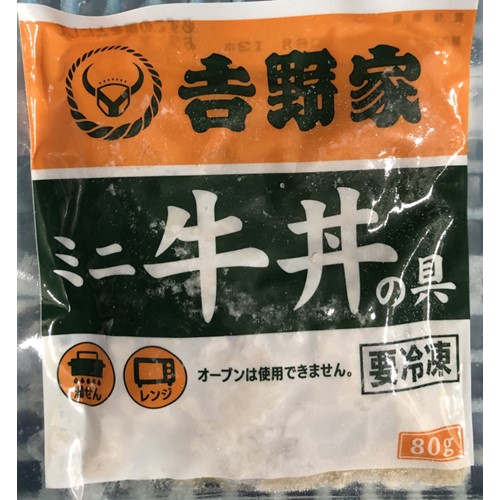 吉野家
ミニ牛丼の具
湯せん
レンジ
オーブンは使用できません。
要冷凍
80g